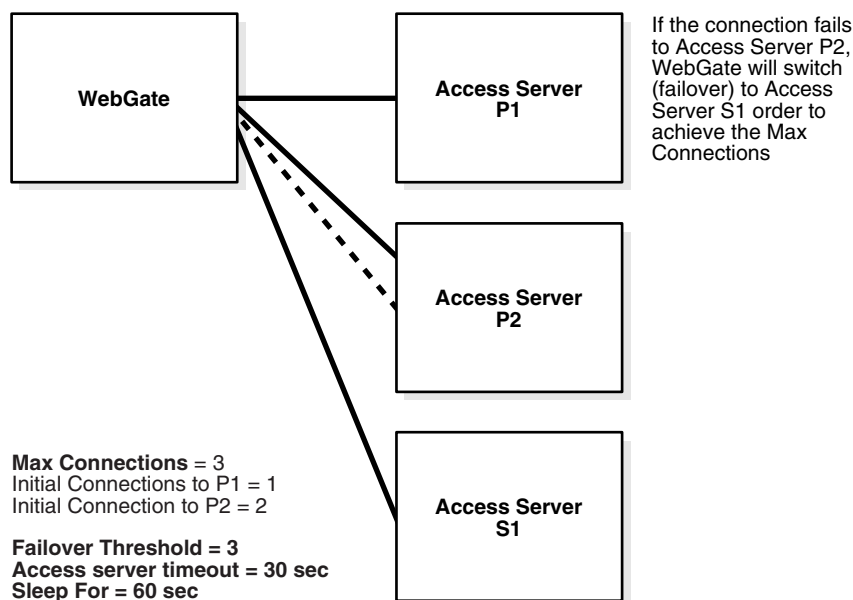 WebGate
Access Server
P1
If the connection fails
to Access Server P2,
WebGate will switch
(failover) to Access
Server S1 order to
achieve the Max
Connections
Access Server
P2
Access Server
S1
Max Connections = 3
Initial Connections to P1 = 1
Initial Connection to P2 = 2
Failover Threshold = 3
Access server timeout = 30 sec
Sleep For = 60 sec